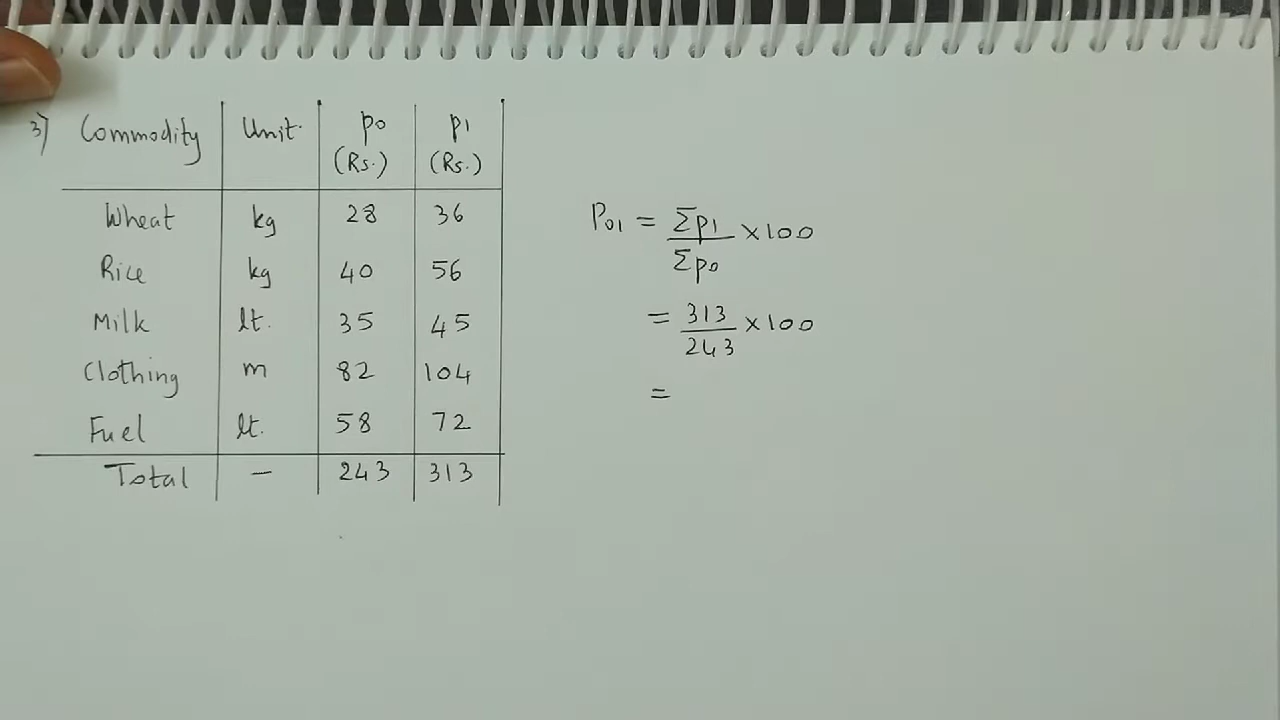 3) Commodity Unit. p0 (Rs.) p1 (Rs.)
Wheat kg 28 36
Rice kg 40 56
Milk lt. 35 45
Clothing m 82 104
Fuel lt. 58 72
Total — 243 313
P01 = Σp1 / Σp0 ×100
= 313 / 243 ×100
=